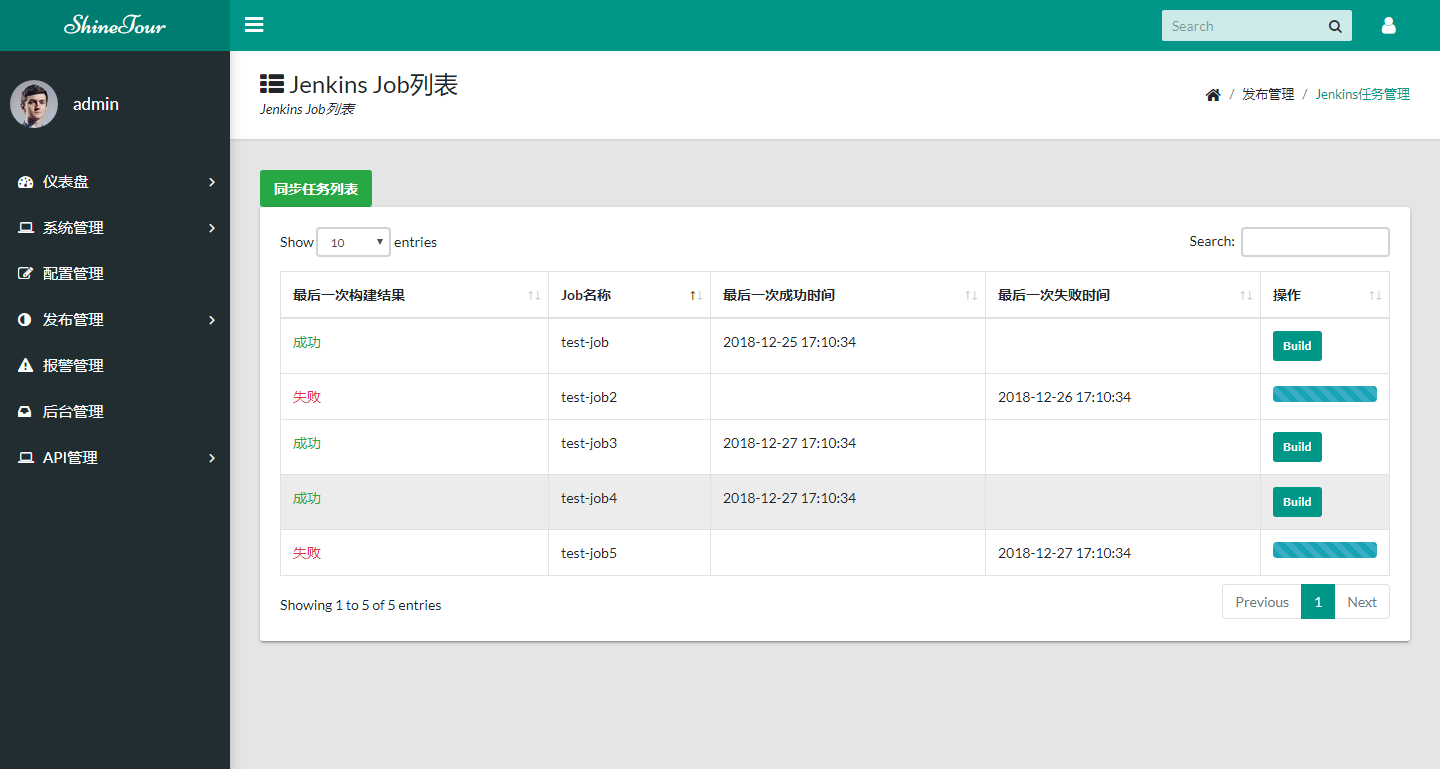 ShineTour
Search
admin
Jenkins Job列表
Jenkins Job列表
/ 发布管理 / Jenkins任务管理
仪表盘
系统管理
配置管理
发布管理
报警管理
后台管理
API管理
同步任务列表
Show 10 entries
Search:
最后一次构建结果 Job名称 最后一次成功时间 最后一次失败时间 操作
成功 test-job 2018-12-25 17:10:34 Build
失败 test-job2 2018-12-26 17:10:34
成功 test-job3 2018-12-27 17:10:34 Build
成功 test-job4 2018-12-27 17:10:34 Build
失败 test-job5 2018-12-27 17:10:34
Showing 1 to 5 of 5 entries
Previous 1 Next